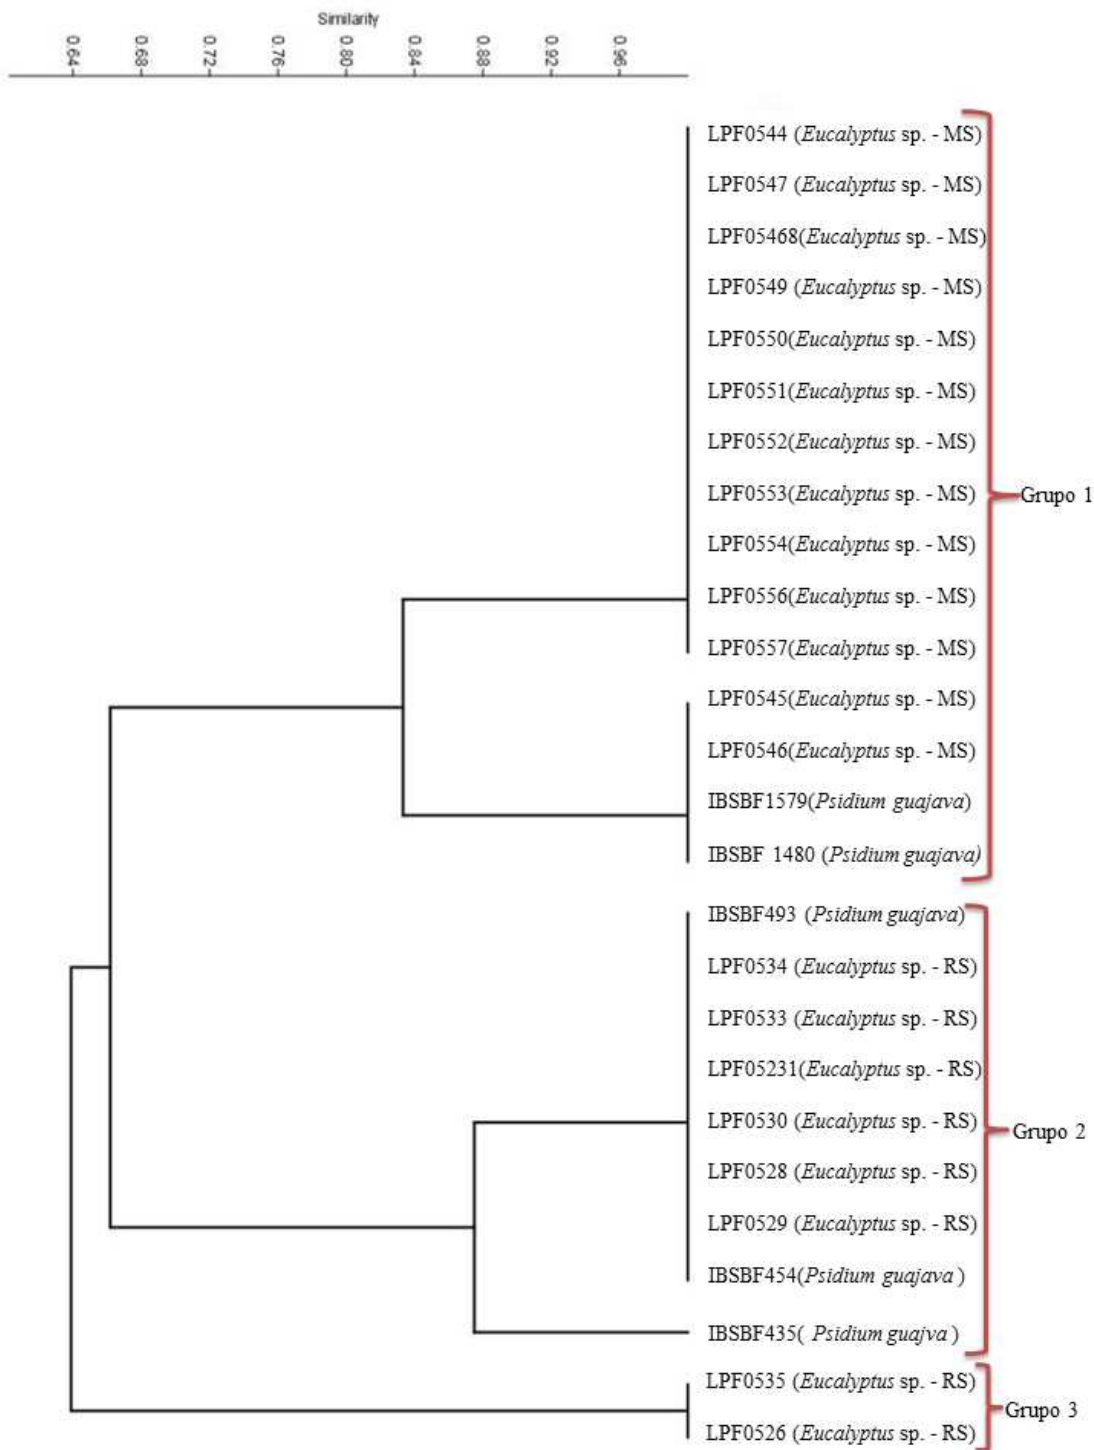 Similarity
0.64 0.68 0.72 0.76 0.80 0.84 0.88 0.92 0.96
LPF0544 (Eucalyptus sp. - MS)
LPF0547 (Eucalyptus sp. - MS)
LPF05468(Eucalyptus sp. - MS)
LPF0549 (Eucalyptus sp. - MS)
LPF0550(Eucalyptus sp. - MS)
LPF0551(Eucalyptus sp. - MS)
LPF0552(Eucalyptus sp. - MS)
LPF0553(Eucalyptus sp. - MS)
Grupo 1
LPF0554(Eucalyptus sp. - MS)
LPF0556(Eucalyptus sp. - MS)
LPF0557(Eucalyptus sp. - MS)
LPF0545(Eucalyptus sp. - MS)
LPF0546(Eucalyptus sp. - MS)
IBSBF1579(Psidium guajava)
IBSBF 1480 (Psidium guajava)
IBSBF493 (Psidium guajava)
LPF0534 (Eucalyptus sp. - RS)
LPF0533 (Eucalyptus sp. - RS)
LPF05231(Eucalyptus sp. - RS)
LPF0530 (Eucalyptus sp. - RS)
Grupo 2
LPF0528 (Eucalyptus sp. - RS)
LPF0529 (Eucalyptus sp. - RS)
IBSBF454(Psidium guajava )
IBSBF435( Psidium guajva )
LPF0535 (Eucalyptus sp. - RS)
Grupo 3
LPF0526 (Eucalyptus sp. - RS)